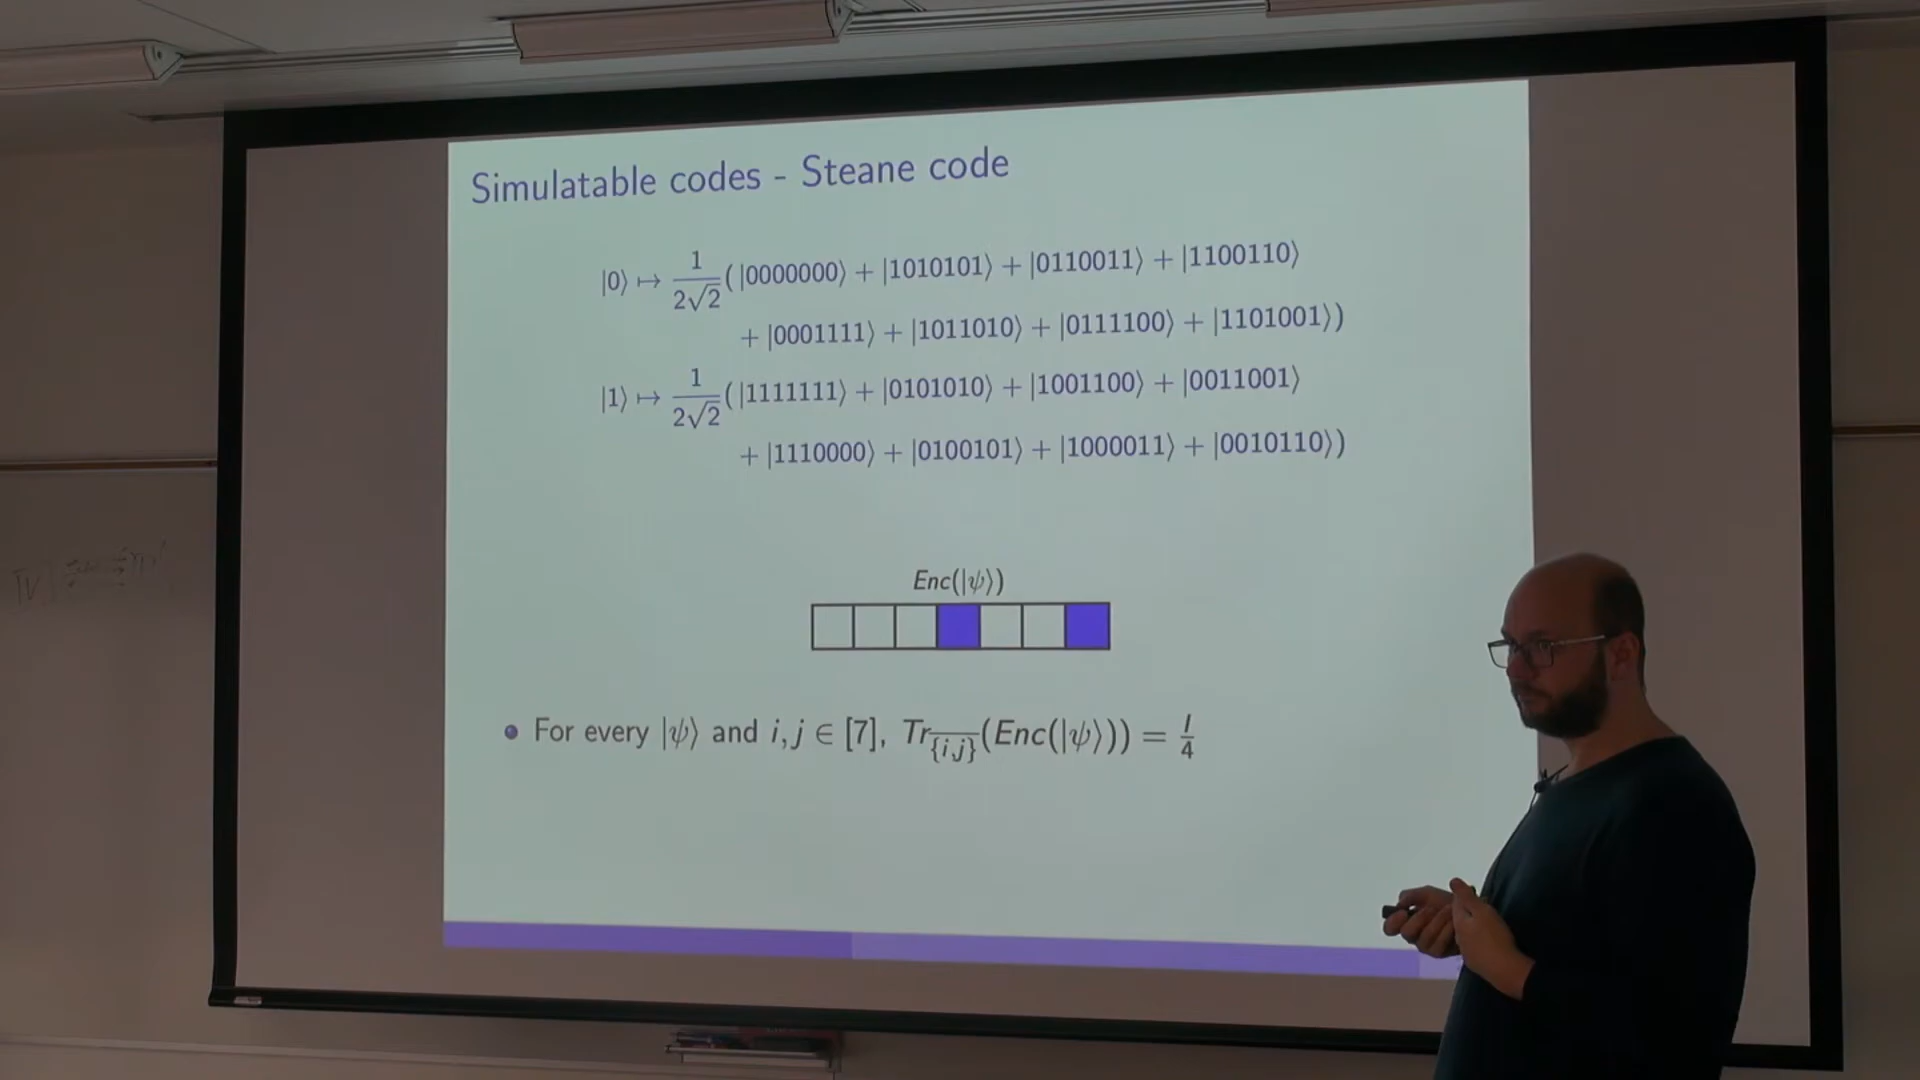 Simulatable codes - Steane code
|0⟩ ↦ 1/2√2 (|0000000⟩ + |1010101⟩ + |0110011⟩ + |1100110⟩
+ |0001111⟩ + |1011010⟩ + |0111100⟩ + |1101001⟩)
|1⟩ ↦ 1/2√2 (|1111111⟩ + |0101010⟩ + |1001100⟩ + |0011001⟩
+ |1110000⟩ + |0100101⟩ + |1000011⟩ + |0010110⟩)
Enc(|ψ⟩)
• For every |ψ⟩ and i, j ∈ [7], Tr_{\overline{\{i,j\}}}(Enc(|ψ⟩)) = I/4